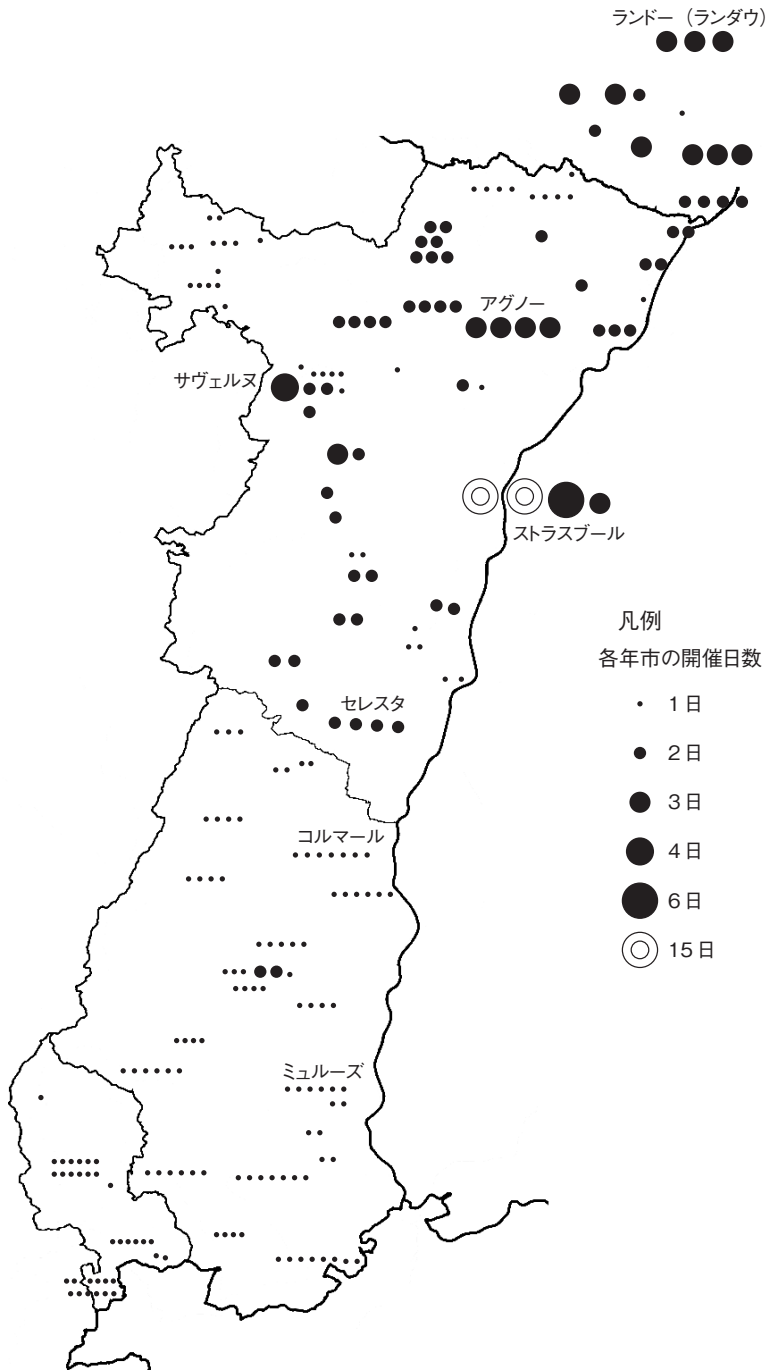 ランドー（ランダウ）
アグノー
サヴェルヌ
ストラスブール
凡例
各年市の開催日数
1日
2日
3日
4日
6日
15日
セレスタ
コルマール
ミュルーズ